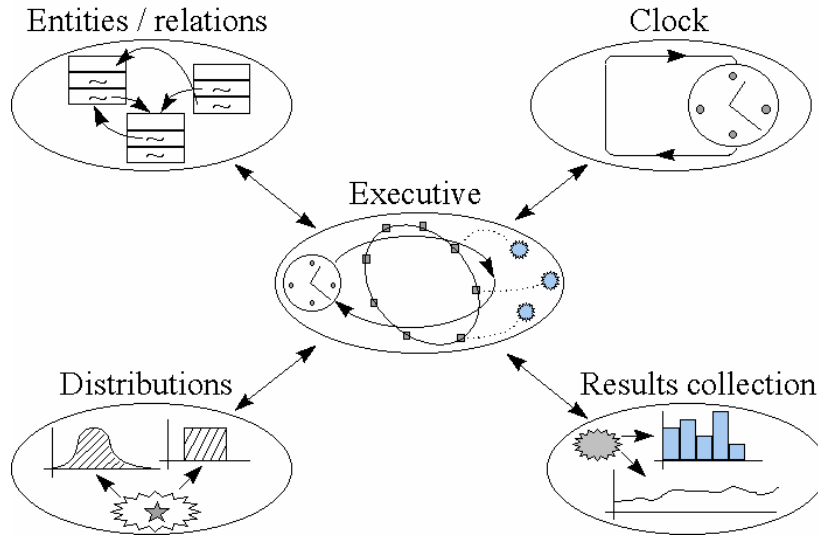 Entities / relations
Clock
Executive
Distributions
Results collection